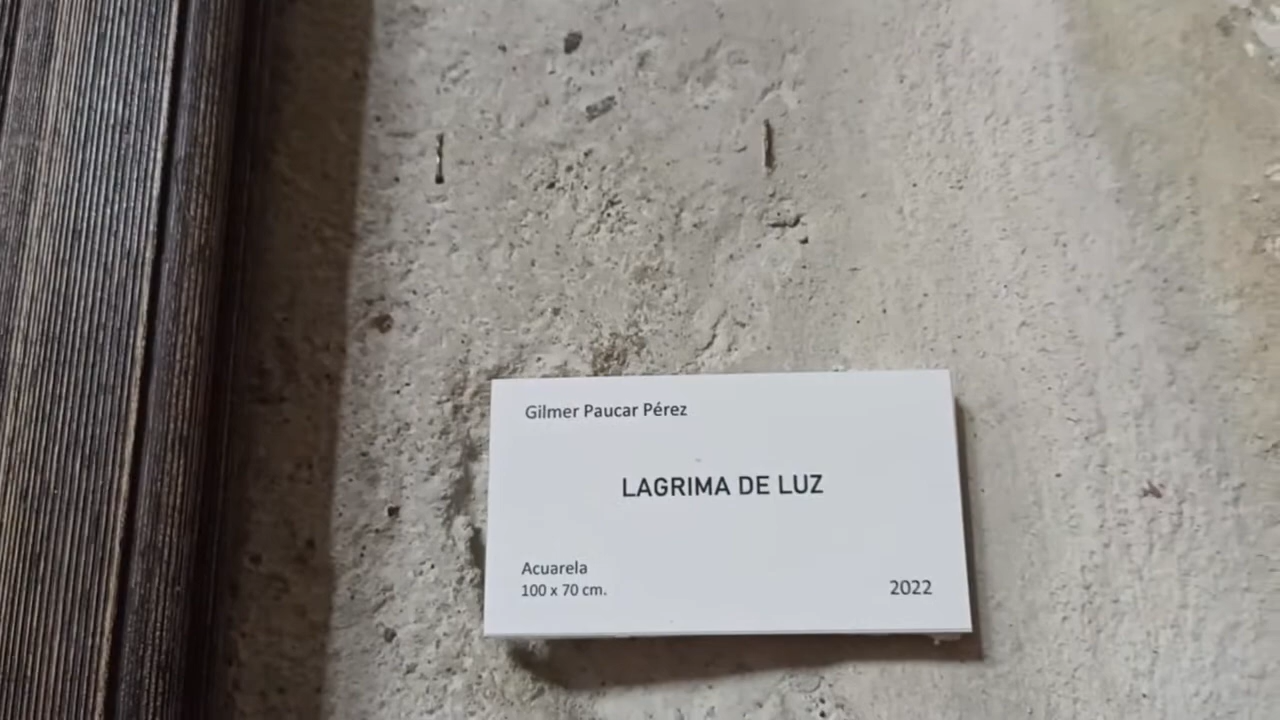 Gilmer Paucar Pérez
LAGRIMA DE LUZ
Acuarela
100 x 70 cm.
2022